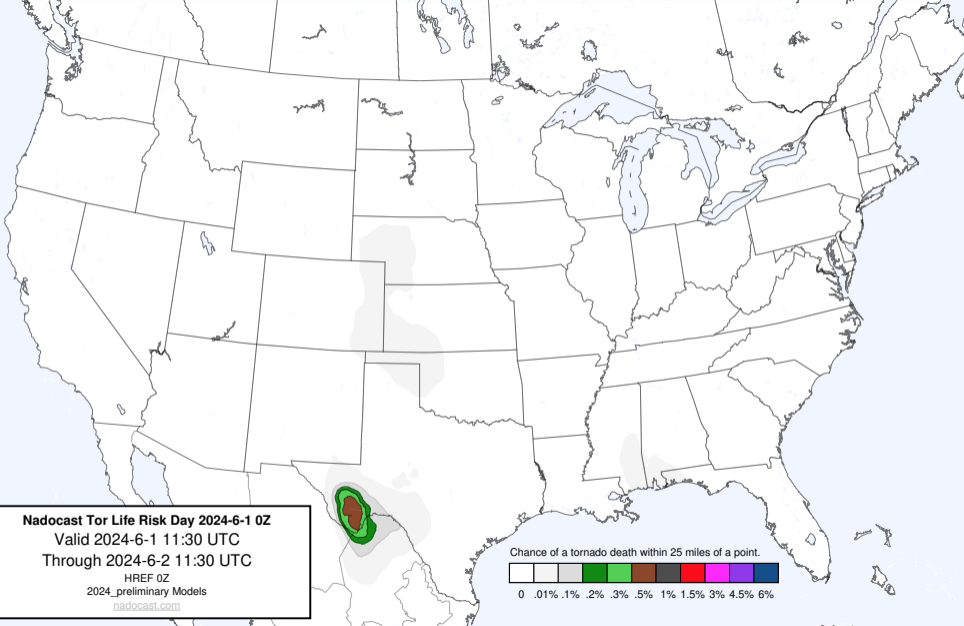 Nadocast Tor Life Risk Day 2024-6-1 0Z
Valid 2024-6-1 11:30 UTC
Through 2024-6-2 11:30 UTC
HREF 0Z
2024_preliminary Models
nadocast.com
Chance of a tornado death within 25 miles of a point.
0 .01% .1% .2% .3% .5% 1% 1.5% 3% 4.5% 6%